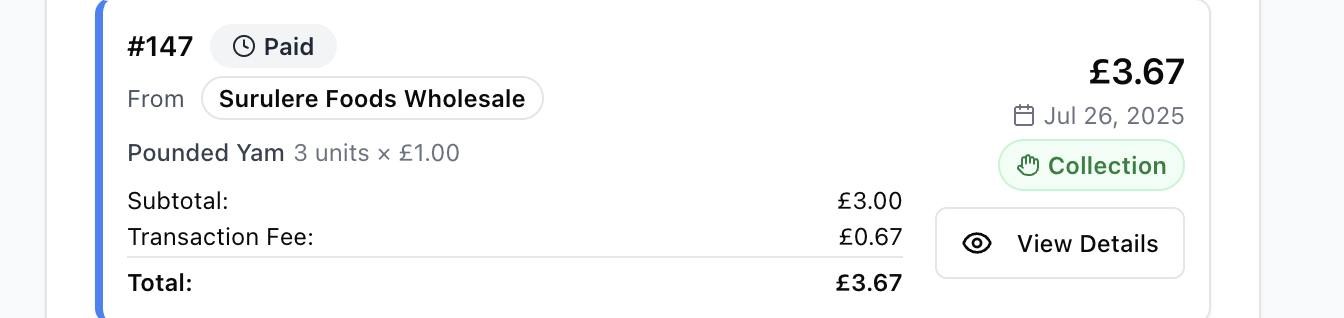 #147 Paid
From Surulere Foods Wholesale
Pounded Yam 3 units × £1.00
Subtotal: £3.00
Transaction Fee: £0.67
Total: £3.67
£3.67
Jul 26, 2025
Collection
View Details